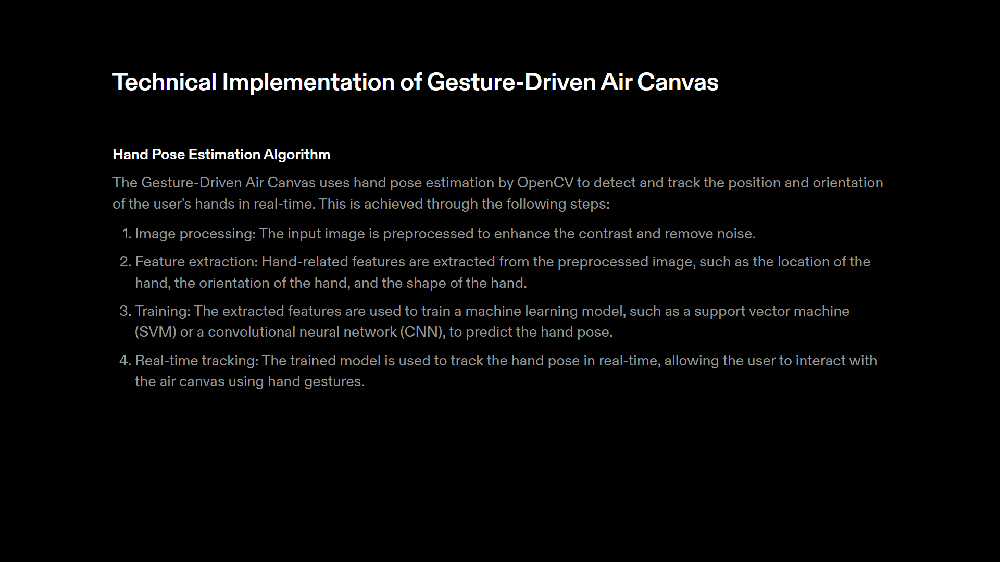 Technical Implementation of Gesture-Driven Air Canvas
Hand Pose Estimation Algorithm
The Gesture-Driven Air Canvas uses hand pose estimation by OpenCV to detect and track the position and orientation
of the user's hands in real-time. This is achieved through the following steps:
1. Image processing: The input image is preprocessed to enhance the contrast and remove noise.
2. Feature extraction: Hand-related features are extracted from the preprocessed image, such as the location of the
hand, the orientation of the hand, and the shape of the hand.
3. Training: The extracted features are used to train a machine learning model, such as a support vector machine
(SVM) or a convolutional neural network (CNN), to predict the hand pose.
4. Real-time tracking: The trained model is used to track the hand pose in real-time, allowing the user to interact with
the air canvas using hand gestures.